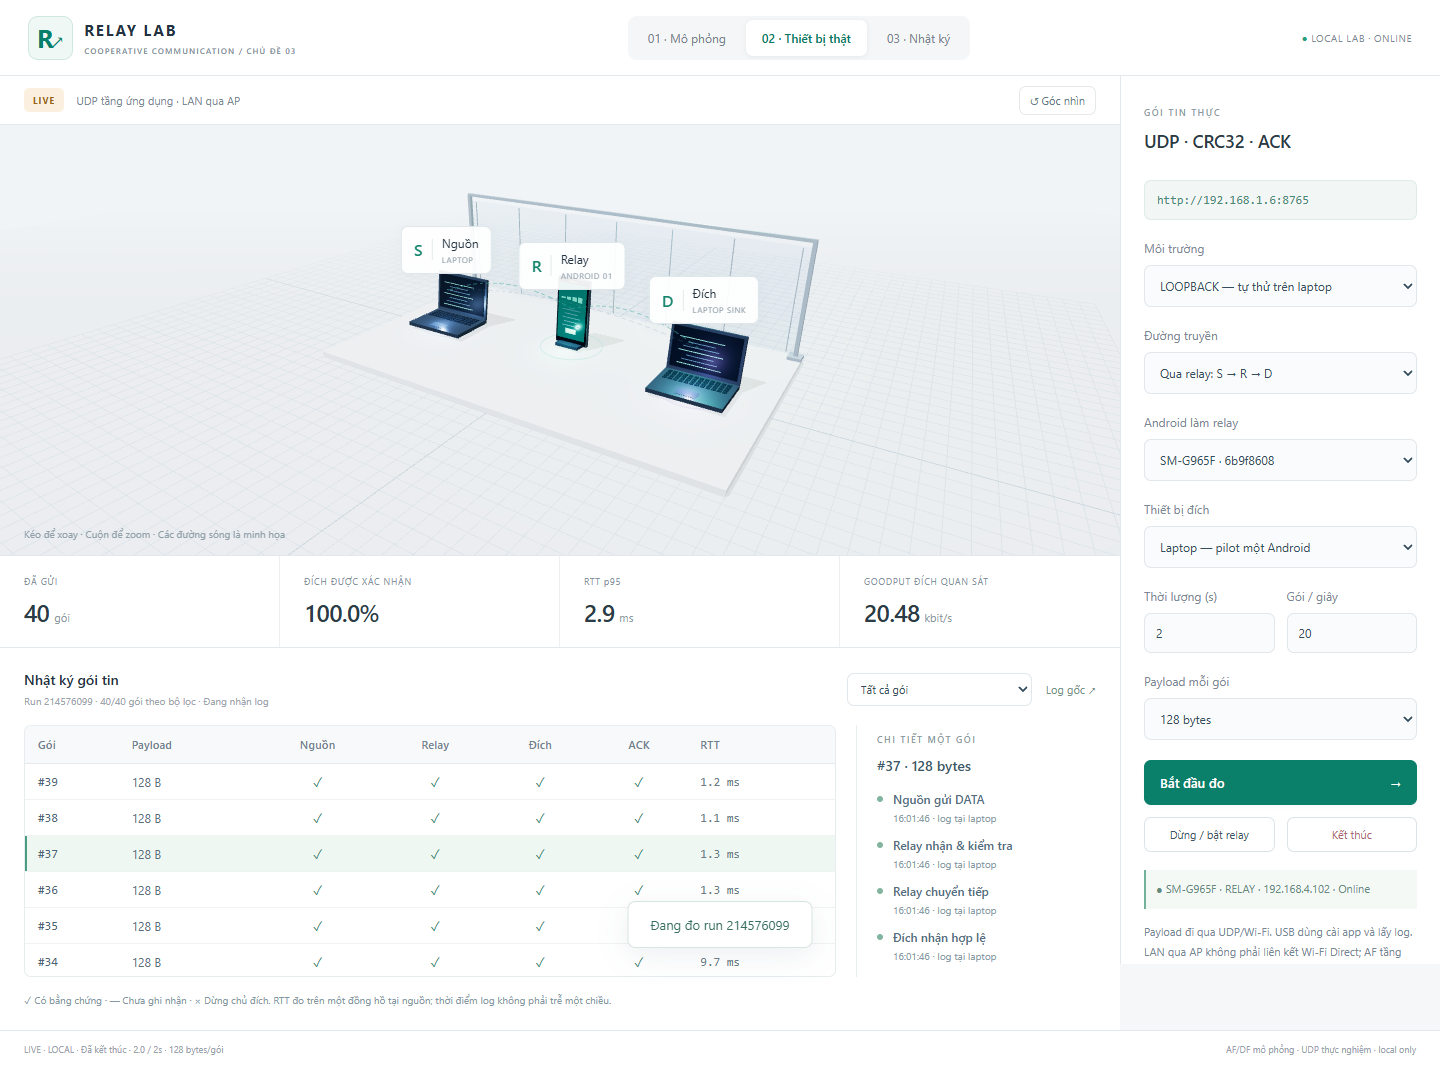 R↗
RELAY LAB
COOPERATIVE COMMUNICATION / CHỦ ĐỀ 03
01 · Mô phỏng
02 · Thiết bị thật
03 · Nhật ký
● LOCAL LAB · ONLINE
LIVE
UDP tầng ứng dụng · LAN qua AP
↺ Góc nhìn
S
Nguồn
LAPTOP
R
Relay
ANDROID 01
D
Đích
LAPTOP SINK
Kéo để xoay · Cuộn để zoom · Các đường sóng là minh họa
ĐÃ GỬI
40 gói
ĐÍCH ĐƯỢC XÁC NHẬN
100.0%
RTT p95
2.9 ms
GOODPUT ĐÍCH QUAN SÁT
20.48 kbit/s
Nhật ký gói tin
Run 214576099 · 40/40 gói theo bộ lọc · Đang nhận log
Tất cả gói
Log gốc ↗
Gói Payload Nguồn Relay Đích ACK RTT
#39 128 B ✓ ✓ ✓ ✓ 1.2 ms
#38 128 B ✓ ✓ ✓ ✓ 1.1 ms
#37 128 B ✓ ✓ ✓ ✓ 1.3 ms
#36 128 B ✓ ✓ ✓ ✓ 1.3 ms
#35 128 B ✓ ✓ ✓
#34 128 B ✓ ✓ ✓ ✓ 9.7 ms
Đang đo run 214576099
CHI TIẾT MỘT GÓI
#37 · 128 bytes
Nguồn gửi DATA
16:01:46 · log tại laptop
Relay nhận & kiểm tra
16:01:46 · log tại laptop
Relay chuyển tiếp
16:01:46 · log tại laptop
Đích nhận hợp lệ
16:01:46 · log tại laptop
✓ Có bằng chứng · — Chưa ghi nhận · × Dừng chủ đích. RTT đo trên một đồng hồ tại nguồn; thời điểm log không phải trễ một chiều.
GÓI TIN THỰC
UDP · CRC32 · ACK
http://192.168.1.6:8765
Môi trường
LOOPBACK — tự thử trên laptop
Đường truyền
Qua relay: S → R → D
Android làm relay
SM-G965F · 6b9f8608
Thiết bị đích
Laptop — pilot một Android
Thời lượng (s)
Gói / giây
2
20
Payload mỗi gói
128 bytes
Bắt đầu đo →
Dừng / bật relay
Kết thúc
● SM-G965F · RELAY · 192.168.4.102 · Online
Payload đi qua UDP/Wi-Fi. USB dùng cài app và lấy log.
LAN qua AP không phải liên kết Wi-Fi Direct; AF tầng
LIVE · LOCAL · Đã kết thúc · 2.0 / 2s · 128 bytes/gói
AF/DF mô phỏng · UDP thực nghiệm · local only